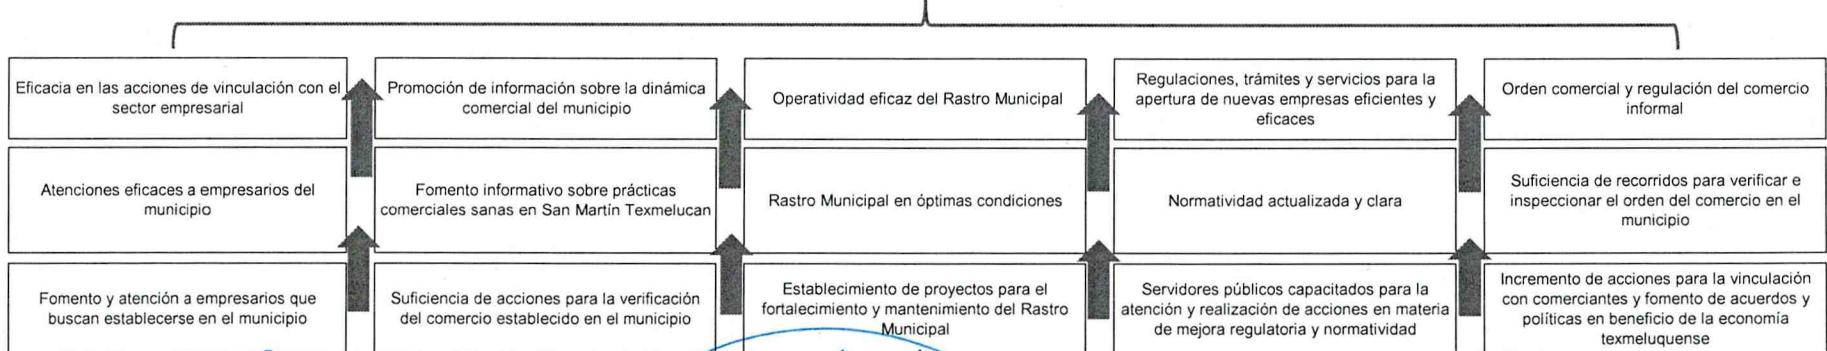 Eficacia en las acciones de vinculación con el
sector empresarial
Promoción de información sobre la dinámica
comercial del municipio
Operatividad eficaz del Rastro Municipal
Regulaciones, trámites y servicios para la
apertura de nuevas empresas eficientes y
eficaces
Orden comercial y regulación del comercio
informal
Atenciones eficaces a empresarios del
municipio
Fomento informativo sobre prácticas
comerciales sanas en San Martín Texmelucan
Rastro Municipal en óptimas condiciones
Normatividad actualizada y clara
Suficiencia de recorridos para verificar e
inspeccionar el orden del comercio en el
municipio
Fomento y atención a empresarios que
buscan establecerse en el municipio
Suficiencia de acciones para la verificación
del comercio establecido en el municipio
Establecimiento de proyectos para el
fortalecimiento y mantenimiento del Rastro
Municipal
Servidores públicos capacitados para la
atención y realización de acciones en materia
de mejora regulatoria y normatividad
Incremento de acciones para la vinculación
con comerciantes y fomento de acuerdos y
políticas en beneficio de la economía
texmeluquense